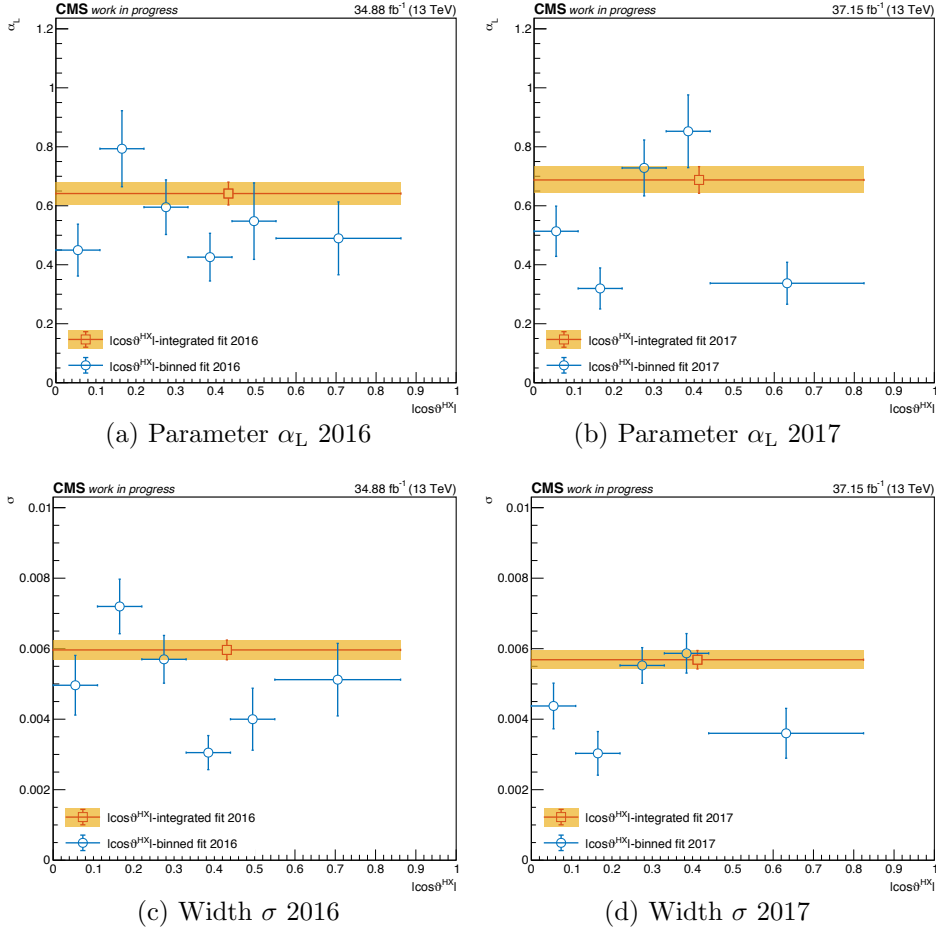 CMS work in progress 34.88 fb⁻¹ (13 TeV)
α_L
1.2
1
0.8
0.6
0.4
0.2
0
|cosϑ^HX|-integrated fit 2016
|cosϑ^HX|-binned fit 2016
0 0.1 0.2 0.3 0.4 0.5 0.6 0.7 0.8 0.9 1
|cosϑ^HX|
(a) Parameter α_L 2016
CMS work in progress 37.15 fb⁻¹ (13 TeV)
α_L
1.2
1
0.8
0.6
0.4
0.2
0
|cosϑ^HX|-integrated fit 2017
|cosϑ^HX|-binned fit 2017
0 0.1 0.2 0.3 0.4 0.5 0.6 0.7 0.8 0.9 1
|cosϑ^HX|
(b) Parameter α_L 2017
CMS work in progress 34.88 fb⁻¹ (13 TeV)
σ
0.01
0.008
0.006
0.004
0.002
0
|cosϑ^HX|-integrated fit 2016
|cosϑ^HX|-binned fit 2016
0 0.1 0.2 0.3 0.4 0.5 0.6 0.7 0.8 0.9 1
|cosϑ^HX|
(c) Width σ 2016
CMS work in progress 37.15 fb⁻¹ (13 TeV)
σ
0.01
0.008
0.006
0.004
0.002
0
|cosϑ^HX|-integrated fit 2017
|cosϑ^HX|-binned fit 2017
0 0.1 0.2 0.3 0.4 0.5 0.6 0.7 0.8 0.9 1
|cosϑ^HX|
(d) Width σ 2017